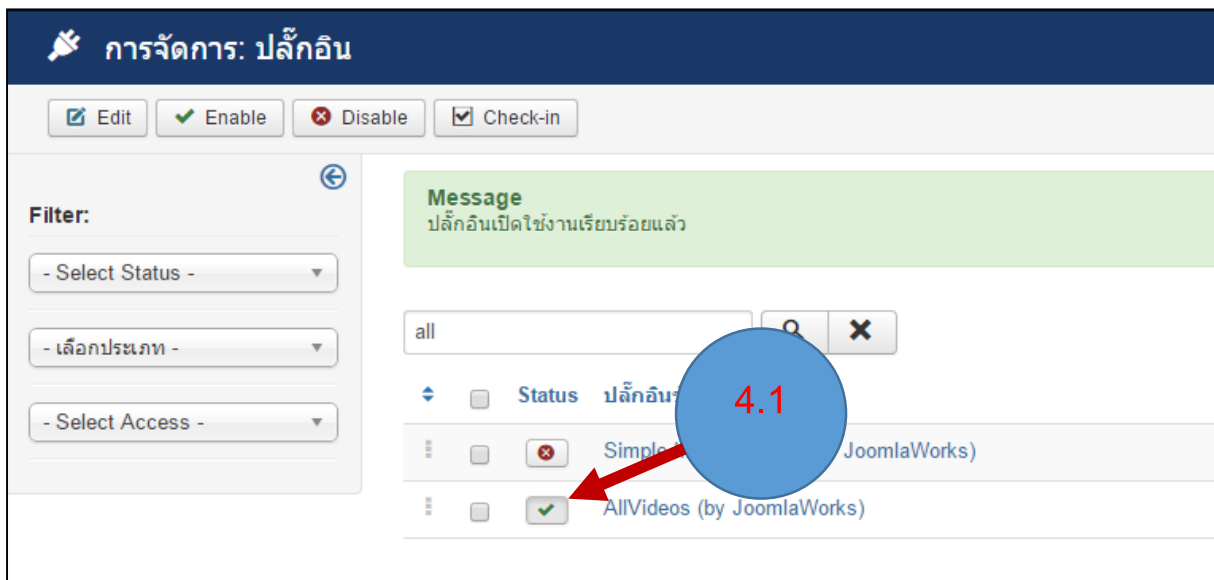 การจัดการ: ปลั๊กอิน
Edit Enable Disable Check-in
Filter:
- Select Status -
- เลือกประเภท -
- Select Access -
Message
ปลั๊กอินเปิดใช้งานเรียบร้อยแล้ว
all
Status ปลั๊กอิน
4.1
Simple JoomlaWorks)
AllVideos (by JoomlaWorks)